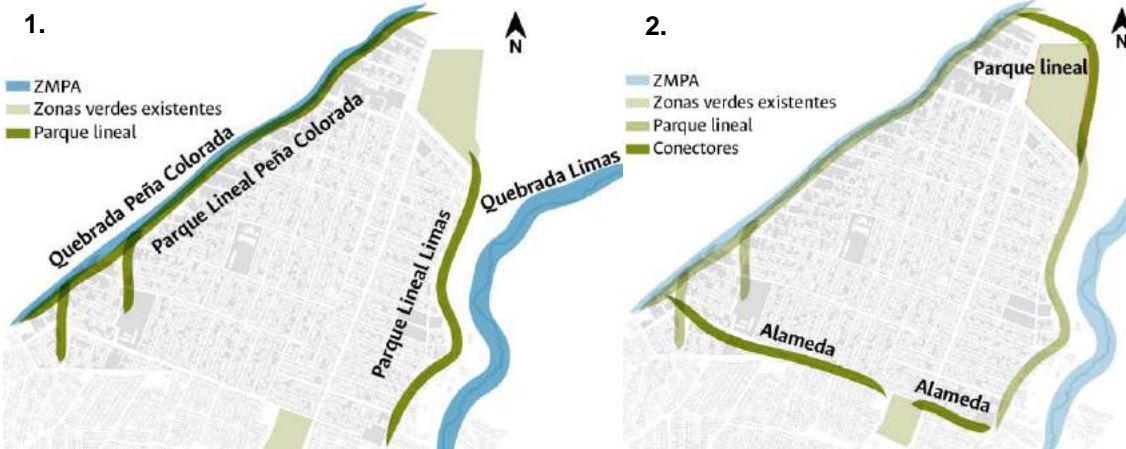 1.
N
ZMPA
Zonas verdes existentes
Parque lineal
Quebrada Peña Colorada
Parque Lineal Peña Colorada
Quebrada Limas
Parque Lineal Limas
2.
N
ZMPA
Zonas verdes existentes
Parque lineal
Conectores
Parque lineal
Alameda
Alameda